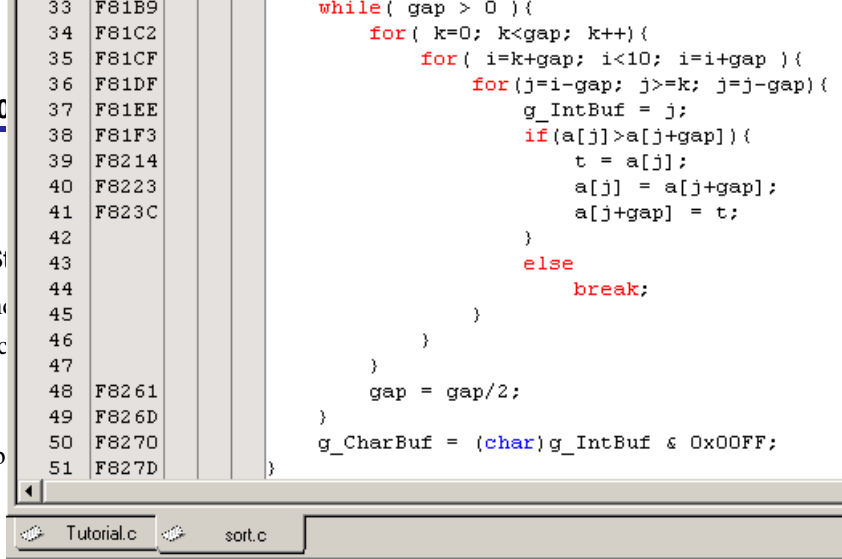 33 F81B9 while( gap > 0 ){
34 F81C2 for( k=0; k<gap; k++){
35 F81CF for( i=k+gap; i<10; i=i+gap ){
36 F81DF for(j=i-gap; j>=k; j=j-gap){
37 F81EE g_IntBuf = j;
38 F81F3 if(a[j]>a[j+gap]){
39 F8214 t = a[j];
40 F8223 a[j] = a[j+gap];
41 F823C a[j+gap] = t;
42 }
43 else
44 break;
45 }
46 }
47 }
48 F8261 gap = gap/2;
49 F826D }
50 F8270 g_CharBuf = (char)g_IntBuf & 0x00FF;
51 F827D }
Tutorial.c sort.c